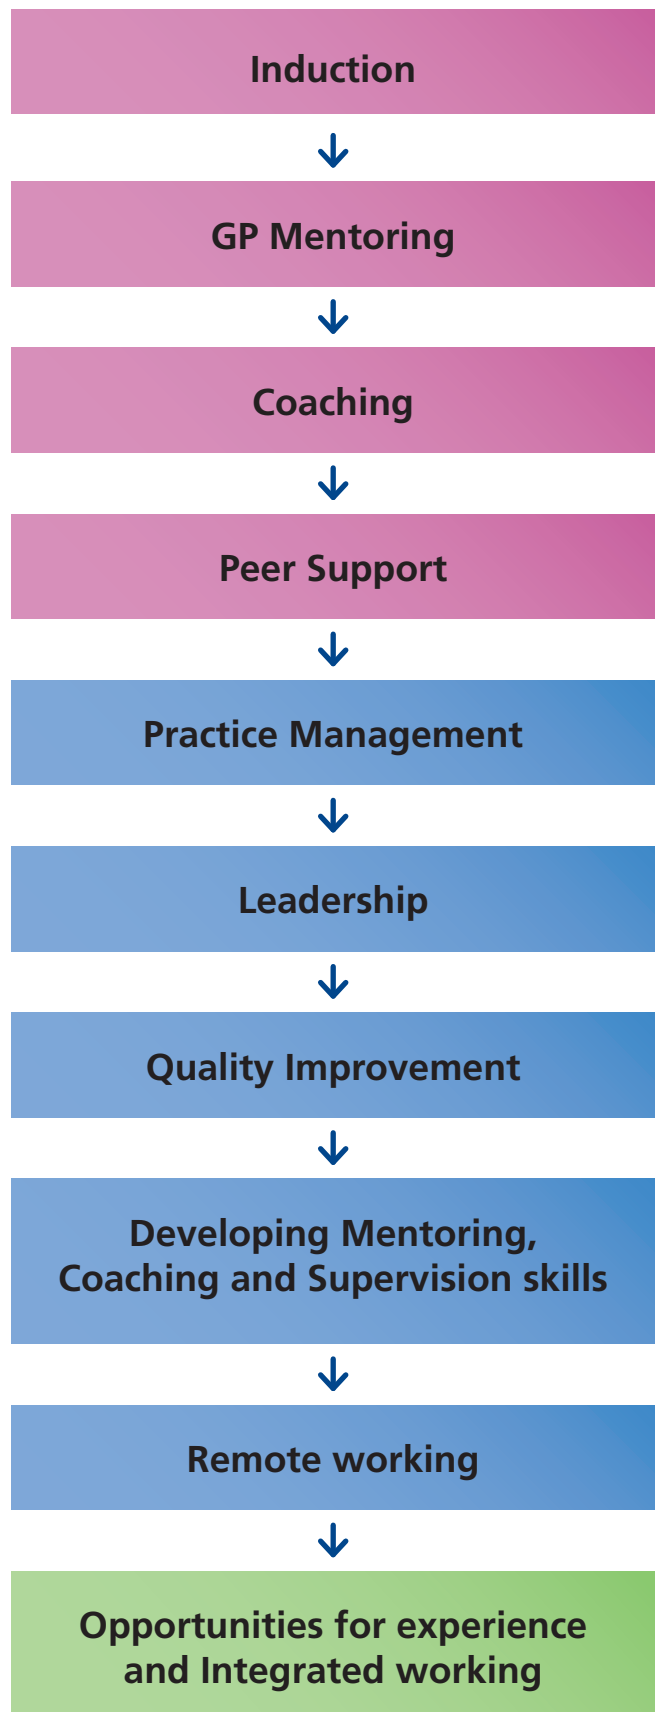 Induction
GP Mentoring
Coaching
Peer Support
Practice Management
Leadership
Quality Improvement
Developing Mentoring,
Coaching and Supervision skills
Remote working
Opportunities for experience
and Integrated working